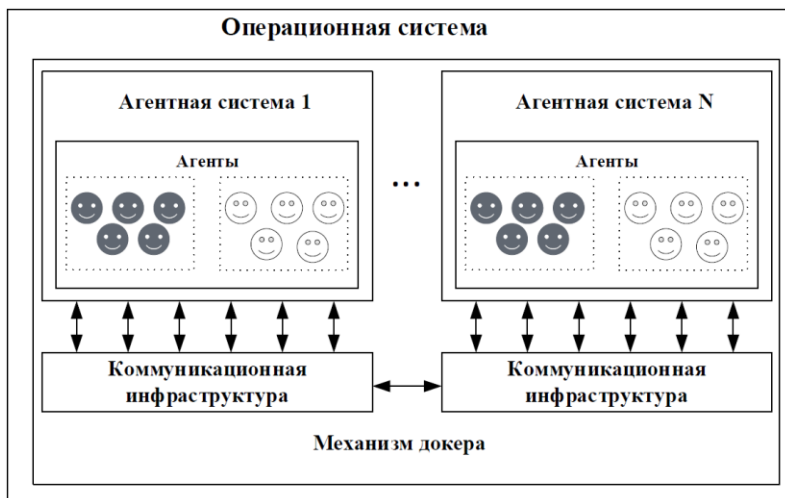 Операционная система
Агентная система 1
Агенты
...
Агентная система N
Агенты
Коммуникационная
инфраструктура
Коммуникационная
инфраструктура
Механизм докера